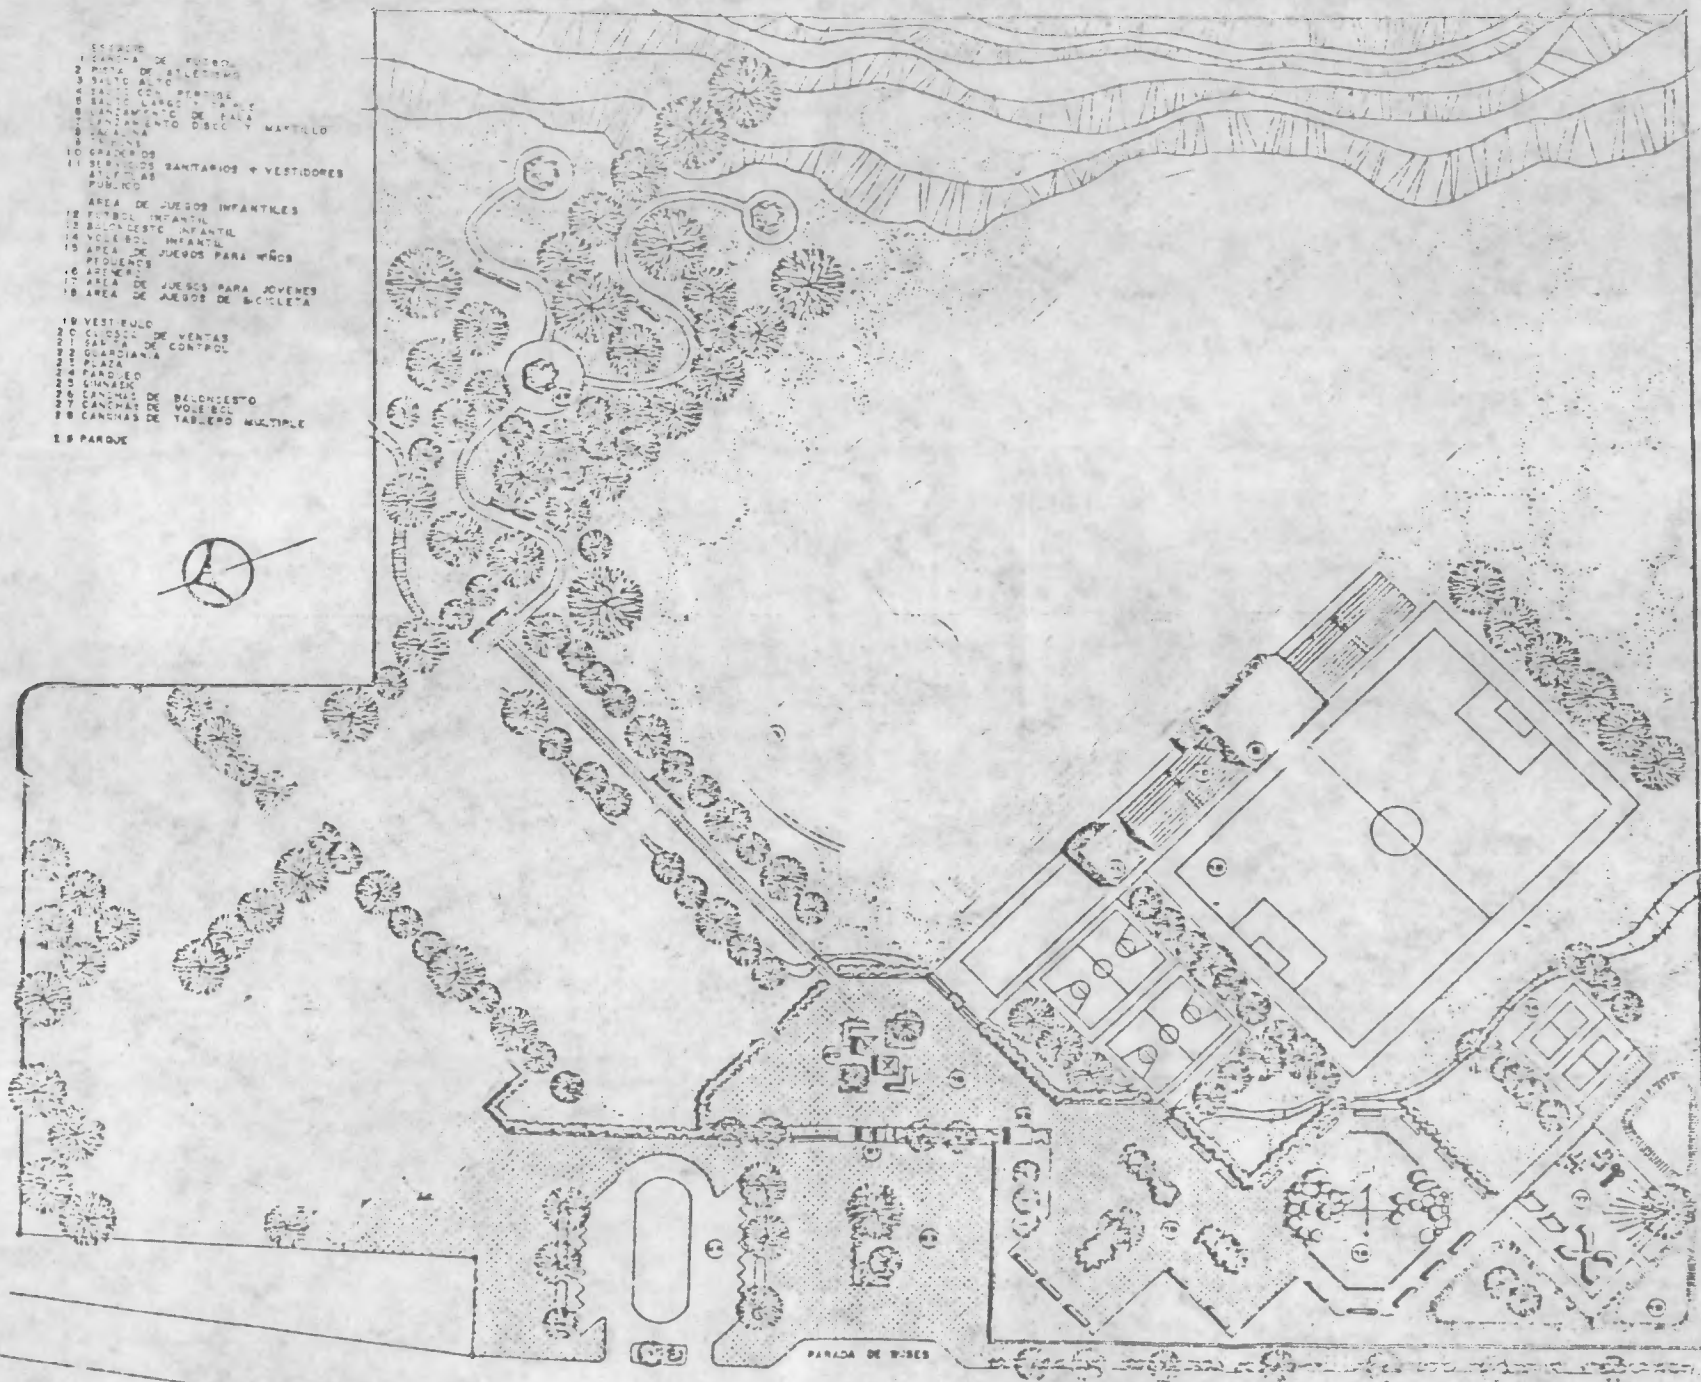 ESPACIO
1 CANCHA DE FUTBOL
2 PISTA DE ATLETISMO
3 SALTO ALTO
4 SALTO CON PERTIGA
5 SALTO LARGO Y TRIPLE
6 LANZAMIENTO DE BALA
7 LANZAMIENTO DISCO Y MARTILLO
8 JABALINA
10 GRADERIOS
11 SERVICIOS SANITARIOS + VESTIDORES
ATLETAS
PUBLICO
AREA DE JUEGOS INFANTILES
12 FUTBOL INFANTIL
13 BALONCESTO INFANTIL
14 VOLEIBOL INFANTIL
15 AREA DE JUEGOS PARA NIÑOS
PEQUEÑOS
16 ARENERO
17 AREA DE JUEGOS PARA JOVENES
18 AREA DE JUEGOS DE BICICLETA
19 VESTIBULO
20 DE VENTAS
21 DE CONTROL
22 GUARDIANIA
23 PLAZA
24 PARQUEO
25 GIMNASIO
26 CANCHAS DE BALONCESTO
27 CANCHAS DE VOLEIBOL
28 CANCHAS DE TABLERO MULTIPLE
29 PARQUE
PARADA DE BUSES